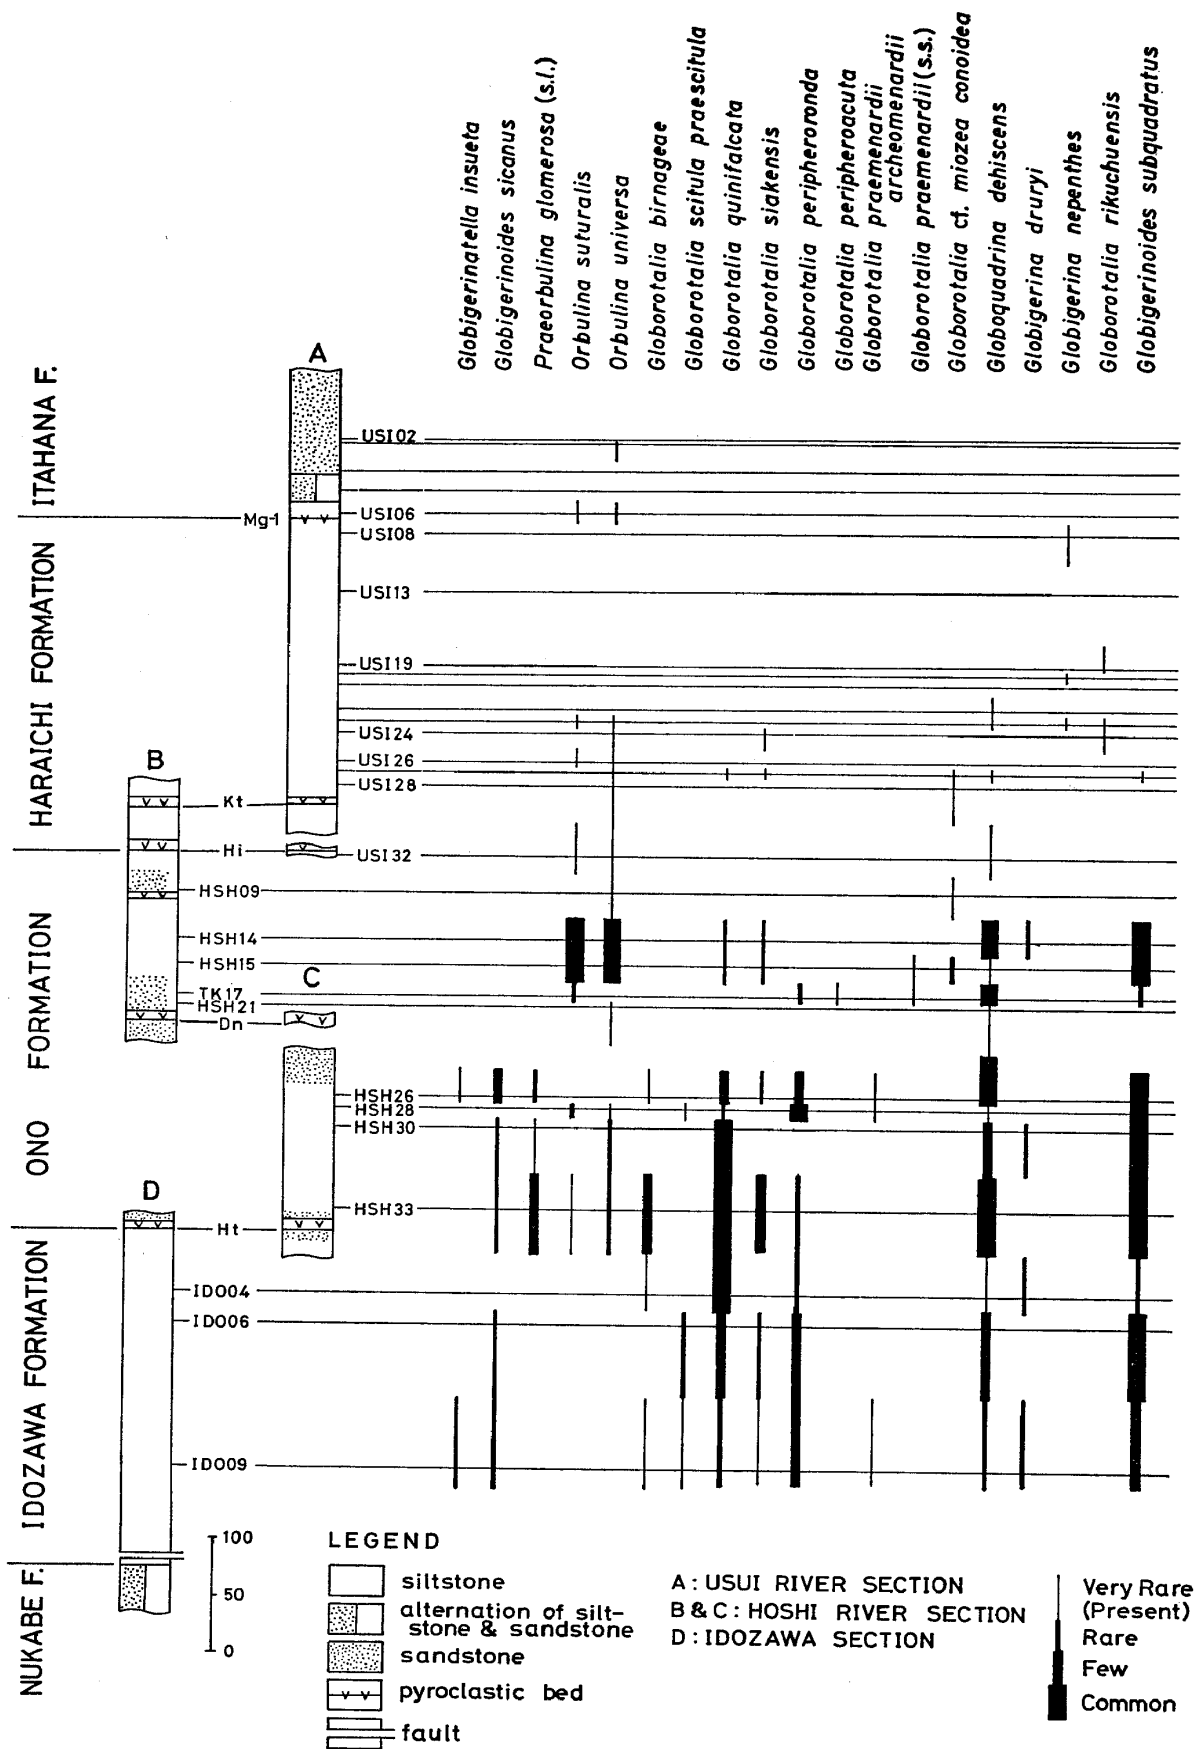 Globigerinatella insueta
Globigerinoides sicanus
Praeorbulina glomerosa (s.l.)
Orbulina suturalis
Orbulina universa
Globorotalia birnageae
Globorotalia scitula praescitula
Globorotalia quinifalcata
Globorotalia siakensis
Globorotalia peripheroronda
Globorotalia peripheroacuta
Globorotalia praemenardii
archeomenardii
Globorotalia praemenardii (s.s.)
Globorotalia cf. miozea conoidea
Globoquadrina dehiscens
Globigerina druryi
Globigerina nepenthes
Globorotalia rikuchuensis
Globigerinoides subquadratus
ITAHANA F.
HARAICHI FORMATION
ONO FORMATION
IDOZAWA FORMATION
NUKABE F.
A
USI02
USI06
Mg-1
USI08
USI13
USI19
USI24
B
USI26
USI28
Kt
Hi
USI32
HSH09
HSH14
HSH15
C
TK17
HSH21
Dn
HSH26
HSH28
HSH30
D
HSH33
Ht
IDO04
IDO06
IDO09
100
50
0
LEGEND
siltstone
alternation of silt-
stone & sandstone
sandstone
pyroclastic bed
fault
A : USUI RIVER SECTION
B & C : HOSHI RIVER SECTION
D : IDOZAWA SECTION
Very Rare
(Present)
Rare
Few
Common